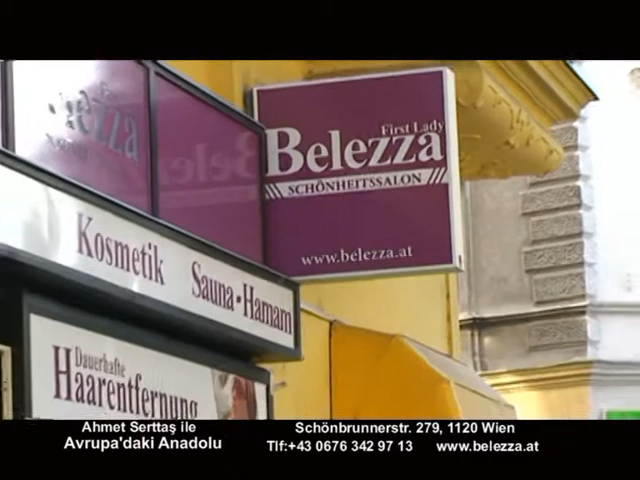 First Lady
Belezza
SCHÖNHEITSSALON
www.belezza.at
Kosmetik
Sauna • Hamam
Dauerhafte
Haarentfernung
Ahmet Serttaş ile
Avrupa'daki Anadolu
Schönbrunnerstr. 279, 1120 Wien
Tlf:+43 0676 342 97 13 www.belezza.at